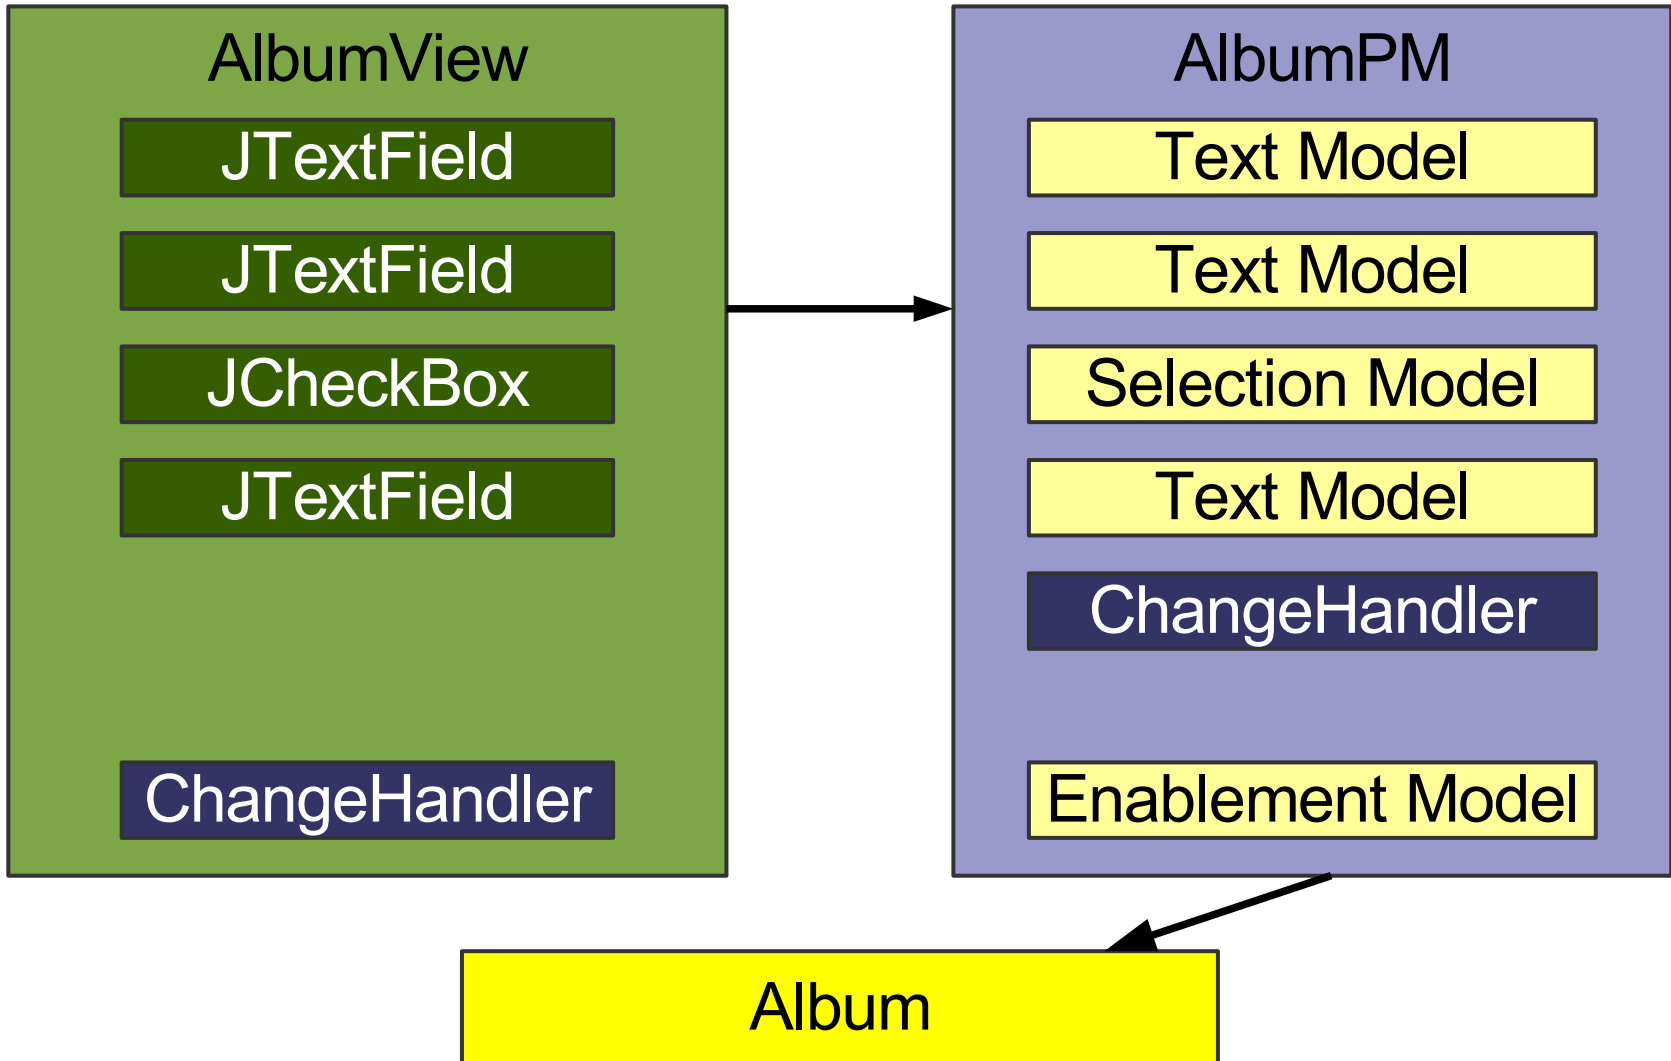 AlbumView
JTextField
JTextField
JCheckBox
JTextField
ChangeHandler
AlbumPM
Text Model
Text Model
Selection Model
Text Model
ChangeHandler
Enablement Model
Album